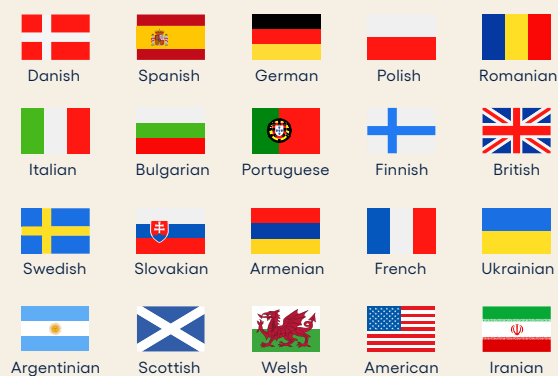 Danish Spanish German Polish Romanian
Italian Bulgarian Portuguese Finnish British
Swedish Slovakian Armenian French Ukrainian
Argentinian Scottish Welsh American Iranian